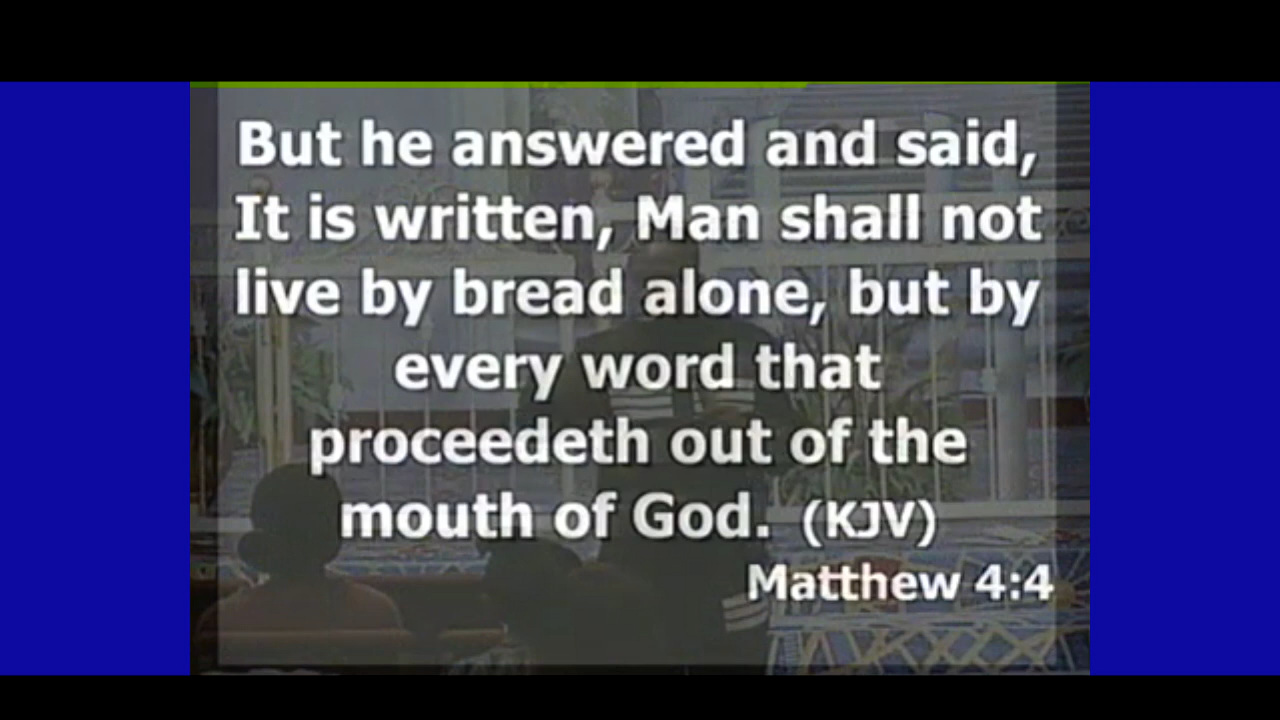 But he answered and said,
It is written, Man shall not
live by bread alone, but by
every word that
proceedeth out of the
mouth of God. (KJV)
Matthew 4:4